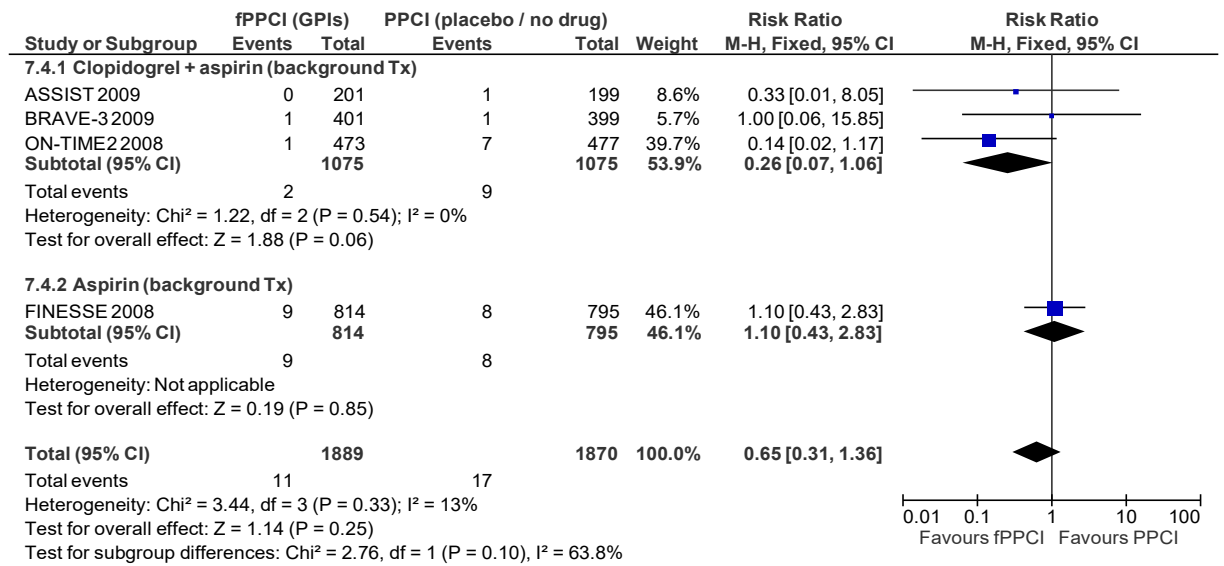 fPPCI (GPIs) PPCI (placebo / no drug) Risk Ratio Risk Ratio
Study or Subgroup Events Total Events Total Weight M-H, Fixed, 95% CI M-H, Fixed, 95% CI
7.4.1 Clopidogrel + aspirin (background Tx)
ASSIST 2009 0 201 1 199 8.6% 0.33 [0.01, 8.05]
BRAVE-3 2009 1 401 1 399 5.7% 1.00 [0.06, 15.85]
ON-TIME2 2008 1 473 7 477 39.7% 0.14 [0.02, 1.17]
Subtotal (95% CI) 1075 1075 53.9% 0.26 [0.07, 1.06]
Total events 2 9
Heterogeneity: Chi² = 1.22, df = 2 (P = 0.54); I² = 0%
Test for overall effect: Z = 1.88 (P = 0.06)
7.4.2 Aspirin (background Tx)
FINESSE 2008 9 814 8 795 46.1% 1.10 [0.43, 2.83]
Subtotal (95% CI) 814 795 46.1% 1.10 [0.43, 2.83]
Total events 9 8
Heterogeneity: Not applicable
Test for overall effect: Z = 0.19 (P = 0.85)
Total (95% CI) 1889 1870 100.0% 0.65 [0.31, 1.36]
Total events 11 17
Heterogeneity: Chi² = 3.44, df = 3 (P = 0.33); I² = 13%
Test for overall effect: Z = 1.14 (P = 0.25)
Test for subgroup differences: Chi² = 2.76, df = 1 (P = 0.10), I² = 63.8%
0.01 0.1 1 10 100
Favours fPPCI Favours PPCI